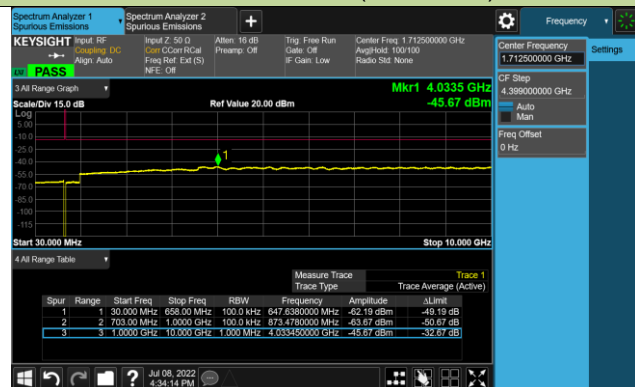 Spectrum Analyzer 1
Spurious Emissions
Spectrum Analyzer 2
Spurious Emissions
Frequency
KEYSIGHT
Input: RF
Coupling: DC
Align: Auto
Input Z: 50 Ω
Corr CCorr RCal
Freq Ref: Ext (S)
NFE: Off
Atten: 16 dB
Preamp: Off
Trig: Free Run
Gate: Off
IF Gain: Low
Center Freq: 1.712500000 GHz
Avg|Hold: 100/100
Radio Std: None
PASS
Center Frequency
1.712500000 GHz
Settings
CF Step
4.399000000 GHz
Auto
Man
Freq Offset
0 Hz
3 All Range Graph
Mkr1 4.0335 GHz
Scale/Div 15.0 dB
Ref Value 20.00 dBm
-45.67 dBm
Log
5.00
-10.0
-25.0
-40.0
-55.0
-70.0
-85.0
-100
-115
1
Start 30.000 MHz
Stop 10.000 GHz
4 All Range Table
Measure Trace Trace 1
Trace Type Trace Average (Active)
Spur Range Start Freq Stop Freq RBW Frequency Amplitude ΔLimit
1 1 30.000 MHz 658.00 MHz 100.0 kHz 647.6380000 MHz -62.19 dBm -49.19 dB
2 2 703.00 MHz 1.0000 GHz 100.0 kHz 873.4780000 MHz -63.67 dBm -50.67 dB
3 3 1.0000 GHz 10.000 GHz 1.000 MHz 4.033450000 GHz -45.67 dBm -32.67 dB
Jul 08, 2022
4:34:14 PM